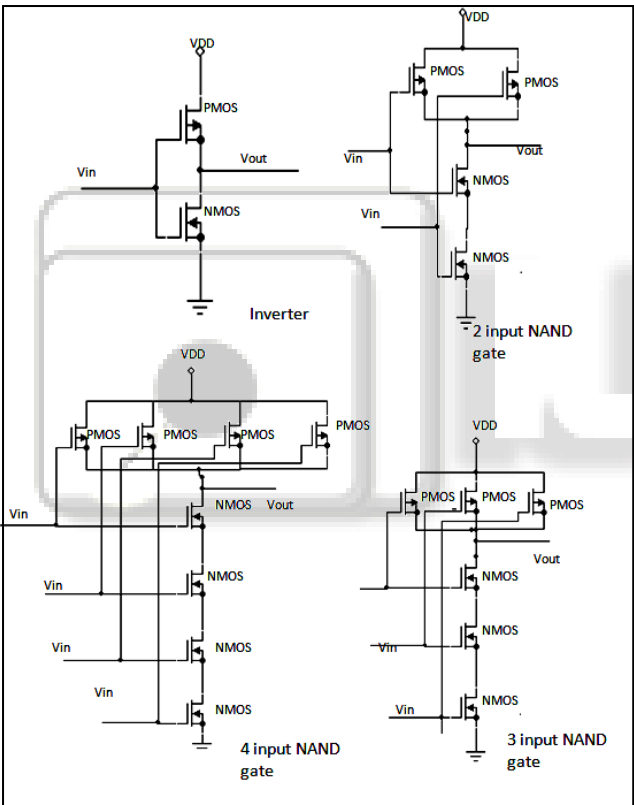 VDD
PMOS
Vin
Vout
NMOS
Inverter
VDD
PMOS
PMOS
Vin
Vout
NMOS
Vin
NMOS
2 input NAND
gate
VDD
PMOS
PMOS
PMOS
PMOS
Vin
NMOS
Vout
Vin
NMOS
Vin
NMOS
Vin
NMOS
4 input NAND
gate
VDD
PMOS
PMOS
PMOS
Vout
NMOS
Vin
NMOS
Vin
NMOS
3 input NAND
gate